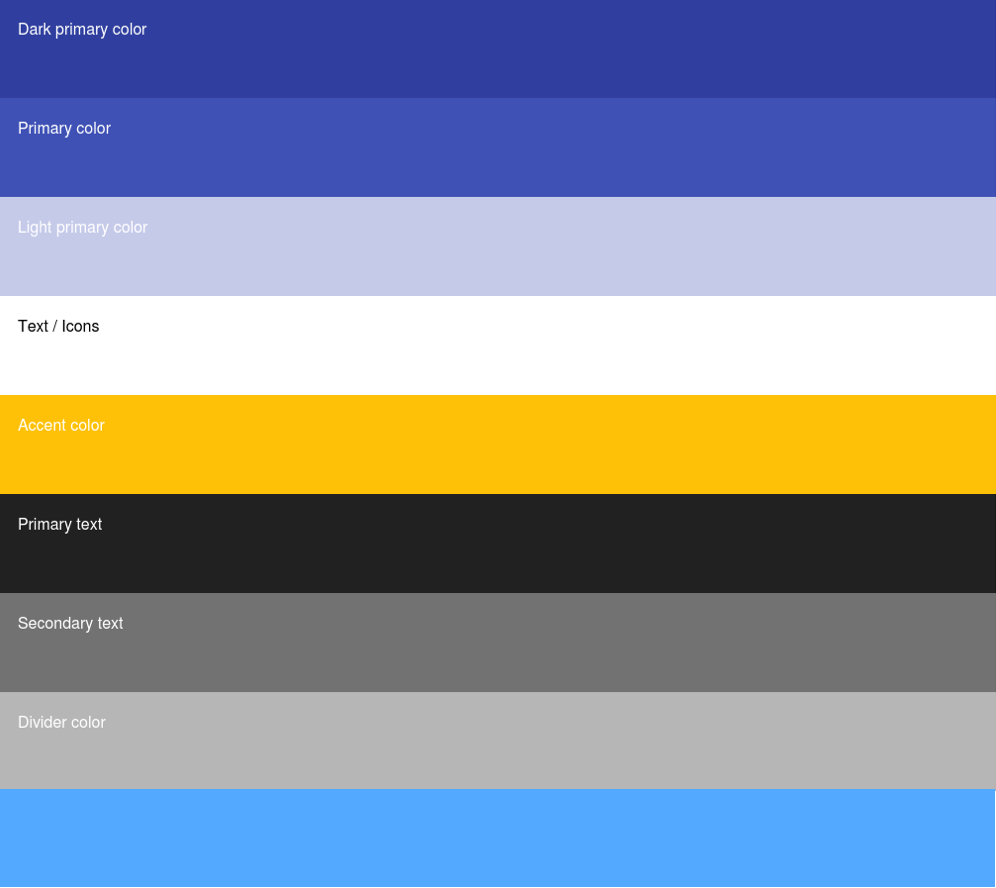 Dark primary color
Primary color
Light primary color
Text / Icons
Accent color
Primary text
Secondary text
Divider color